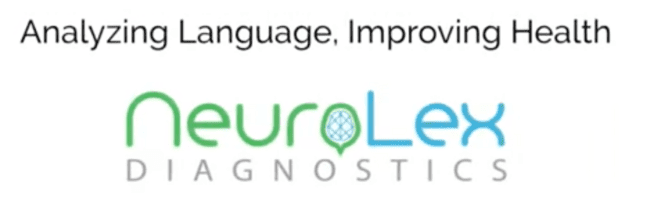 Analyzing Language, Improving Health
NeuroLex
DIAGNOSTICS